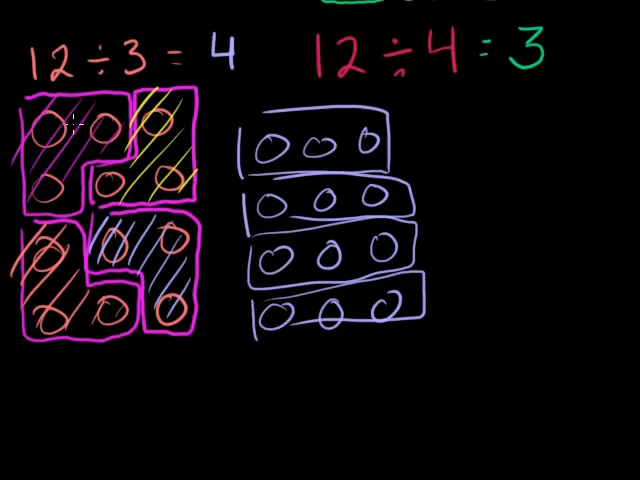 12 ÷ 3 = 4
12 ÷ 4 = 3